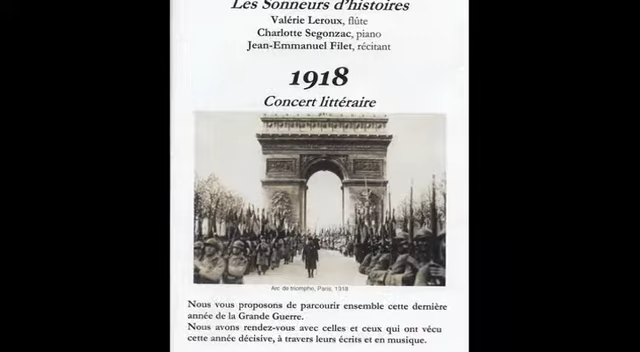 Les Sonneurs d'histoires
Valérie Leroux, flûte
Charlotte Segonzac, piano
Jean-Emmanuel Filet, récitant
1918
Concert littéraire
Arc de triomphe, Paris, 1918
Nous vous proposons de parcourir ensemble cette dernière
année de la Grande Guerre.
Nous avons rendez-vous avec celles et ceux qui ont vécu
cette année décisive, à travers leurs écrits et en musique.